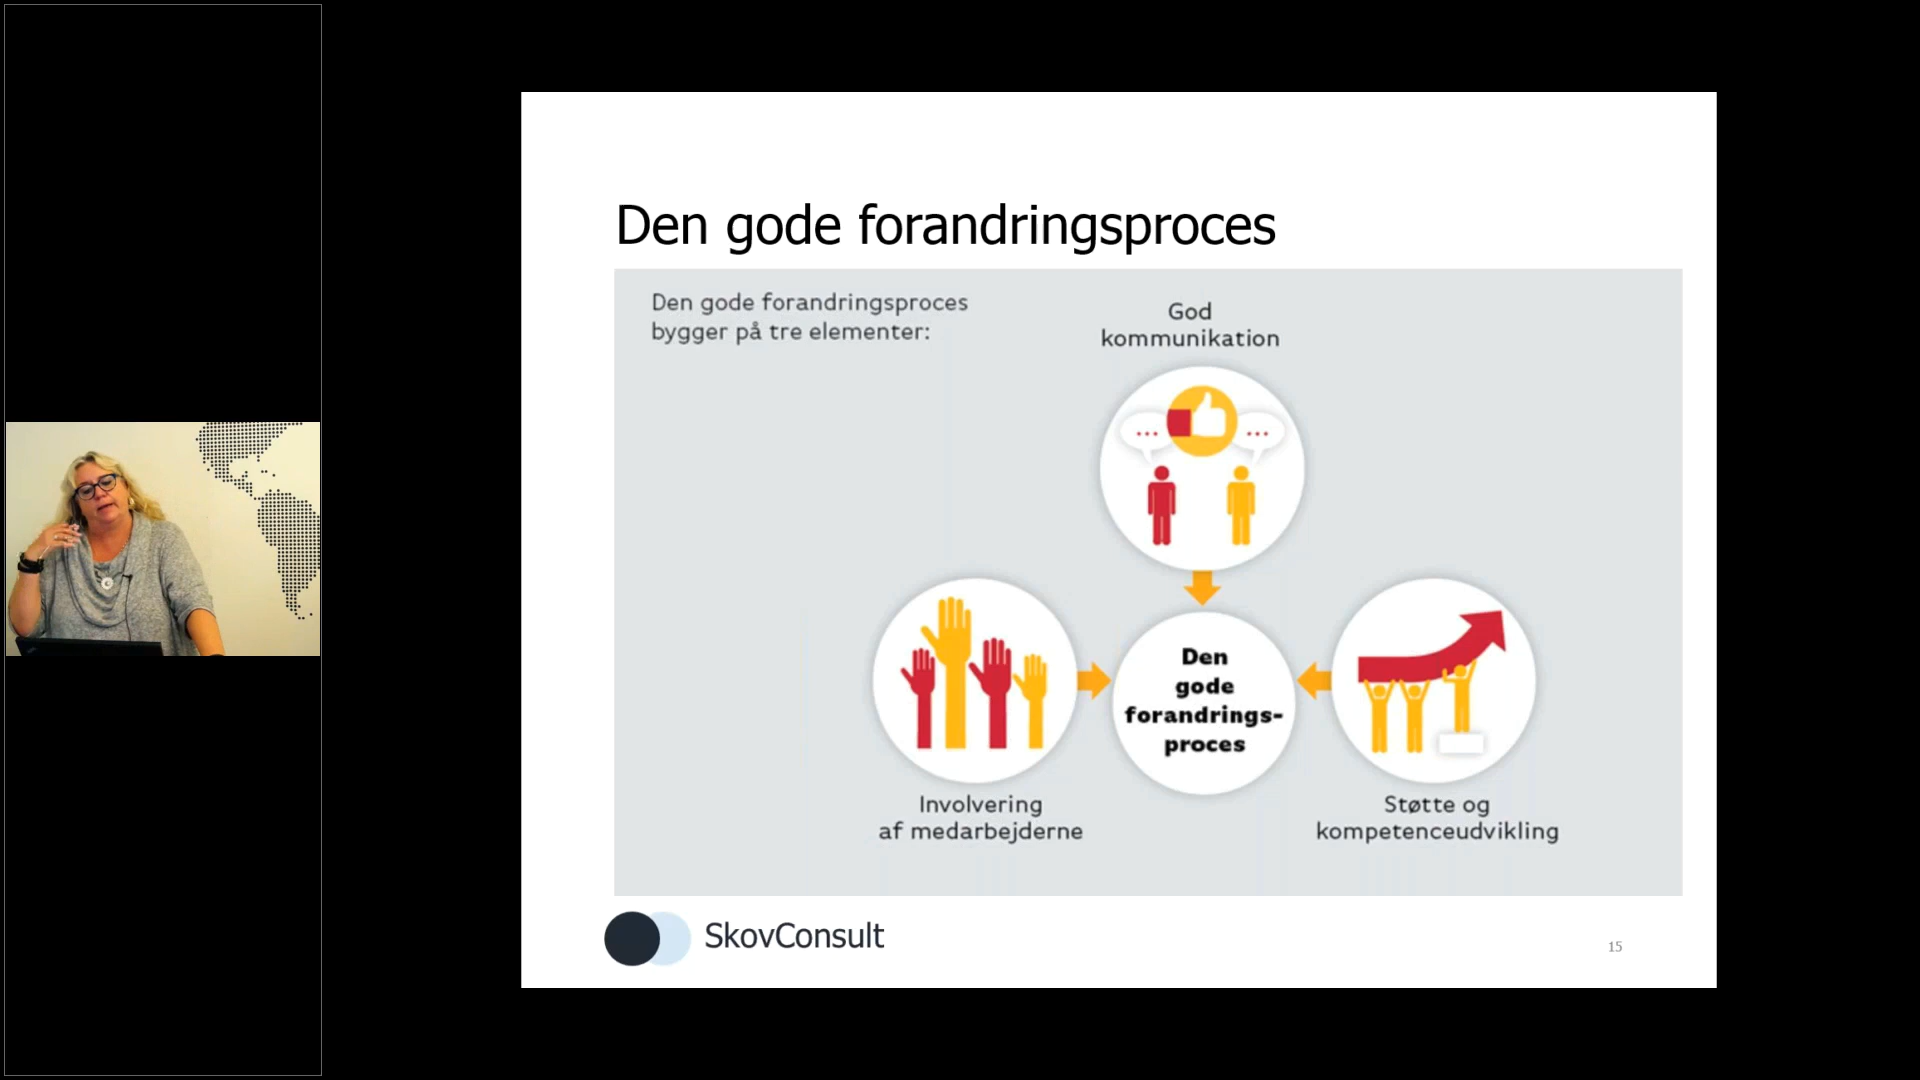 Den gode forandringsproces
Den gode forandringsproces
bygger på tre elementer:
God
kommunikation
Den
gode
forandrings-
proces
Involvering
af medarbejderne
Støtte og
kompetenceudvikling
SkovConsult
15